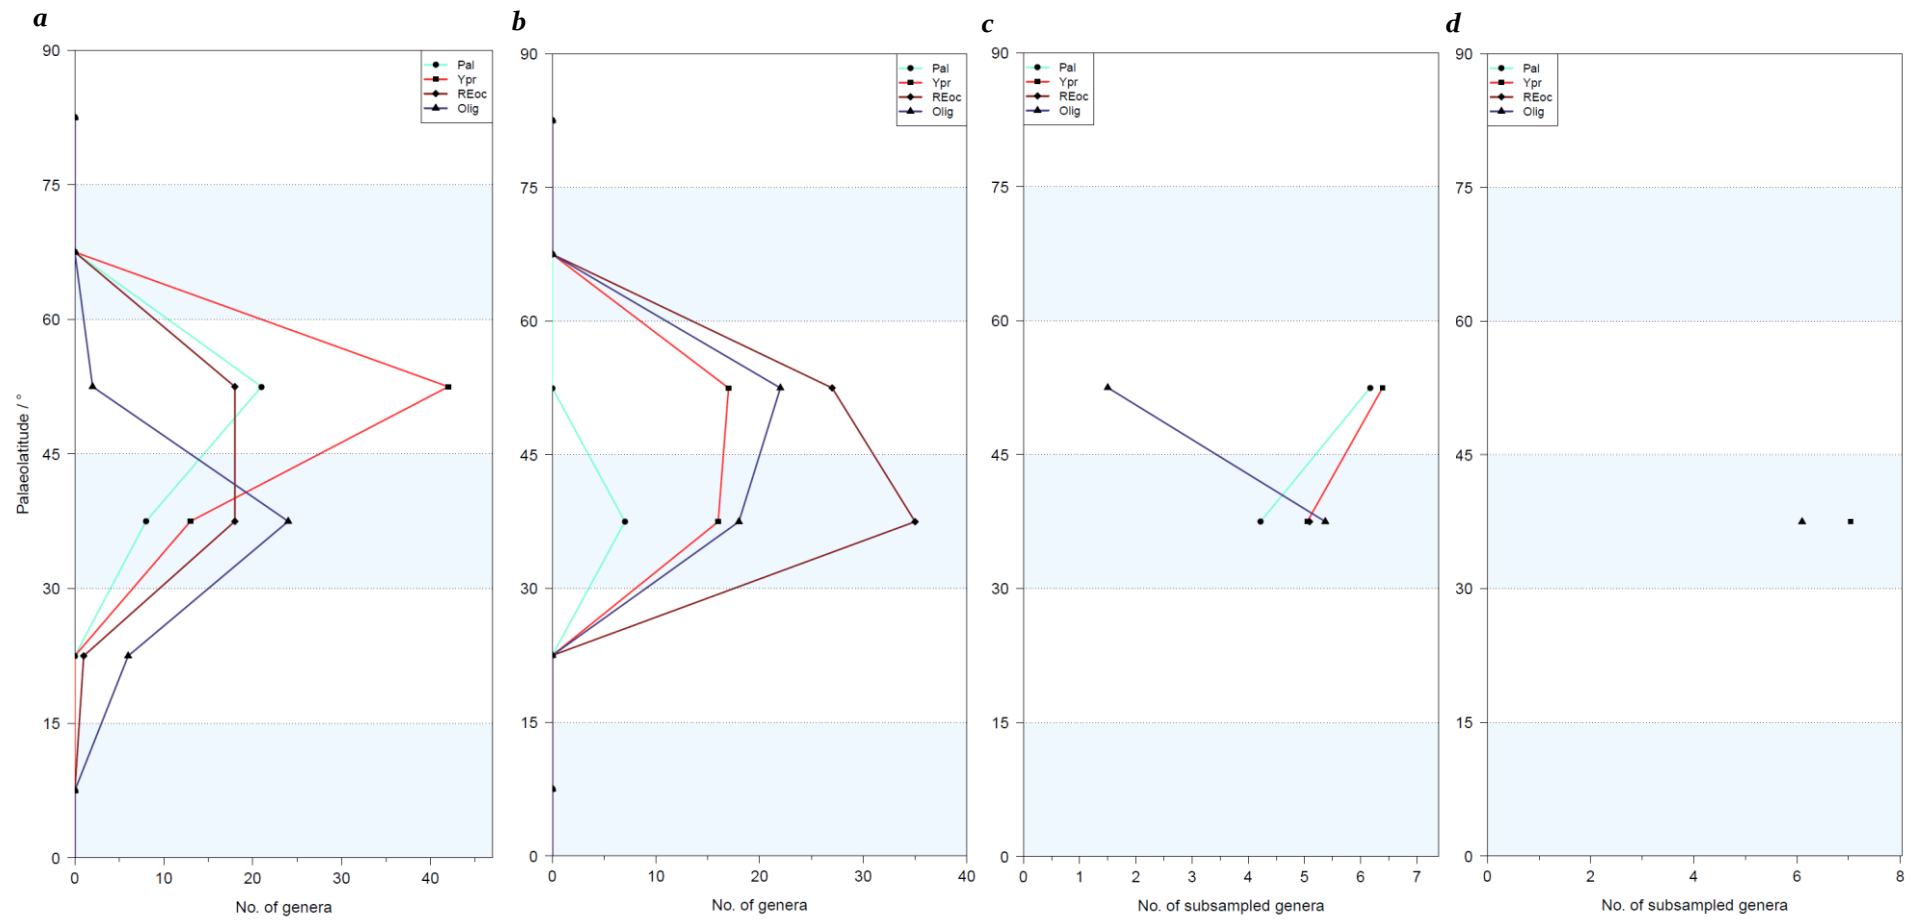 a
b
c
d
Pal
Ypr
REoc
Olig
90
75
60
45
30
15
0
Palaeolatitude / °
0 10 20 30 40
No. of genera
Pal
Ypr
REoc
Olig
90
75
60
45
30
15
0
0 10 20 30 40
No. of genera
Pal
Ypr
REoc
Olig
90
75
60
45
30
15
0
0 1 2 3 4 5 6 7
No. of subsampled genera
Pal
Ypr
REoc
Olig
90
75
60
45
30
15
0
0 2 4 6 8
No. of subsampled genera